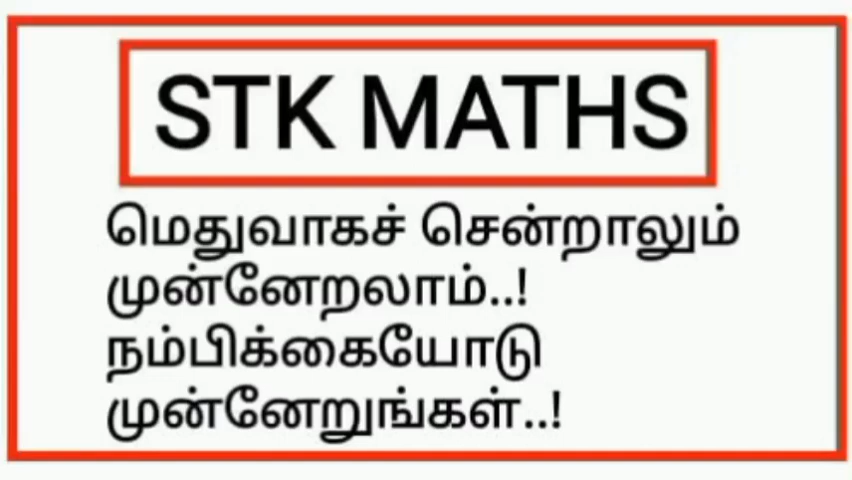 STK MATHS
மெதுவாகச் சென்றாலும்
முன்னேறலாம்..!
நம்பிக்கையோடு
முன்னேறுங்கள்..!